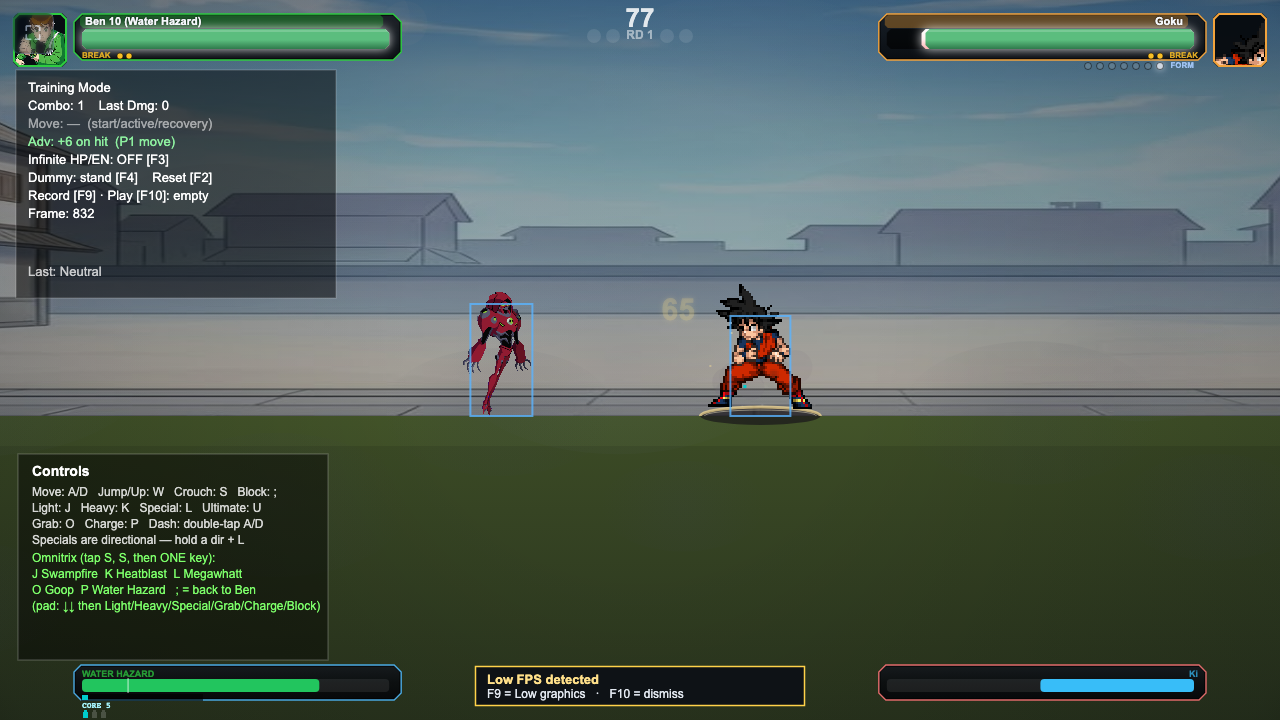 Ben 10 (Water Hazard)
77
RD 1
Goku
BREAK
BREAK
FORM
Training Mode
Combo: 1    Last Dmg: 0
Move: —  (start/active/recovery)
Adv: +6 on hit  (P1 move)
Infinite HP/EN: OFF [F3]
Dummy: stand [F4]    Reset [F2]
Record [F9] · Play [F10]: empty
Frame: 832
Last: Neutral
65
Controls
Move: A/D   Jump/Up: W   Crouch: S   Block: ;
Light: J   Heavy: K   Special: L   Ultimate: U
Grab: O   Charge: P   Dash: double-tap A/D
Specials are directional — hold a dir + L
Omnitrix (tap S, S, then ONE key):
J Swampfire  K Heatblast  L Megawhatt
O Goop  P Water Hazard   ; = back to Ben
(pad: ↓↓ then Light/Heavy/Special/Grab/Charge/Block)
WATER HAZARD
CORE 5
Low FPS detected
F9 = Low graphics   ·   F10 = dismiss
Ki